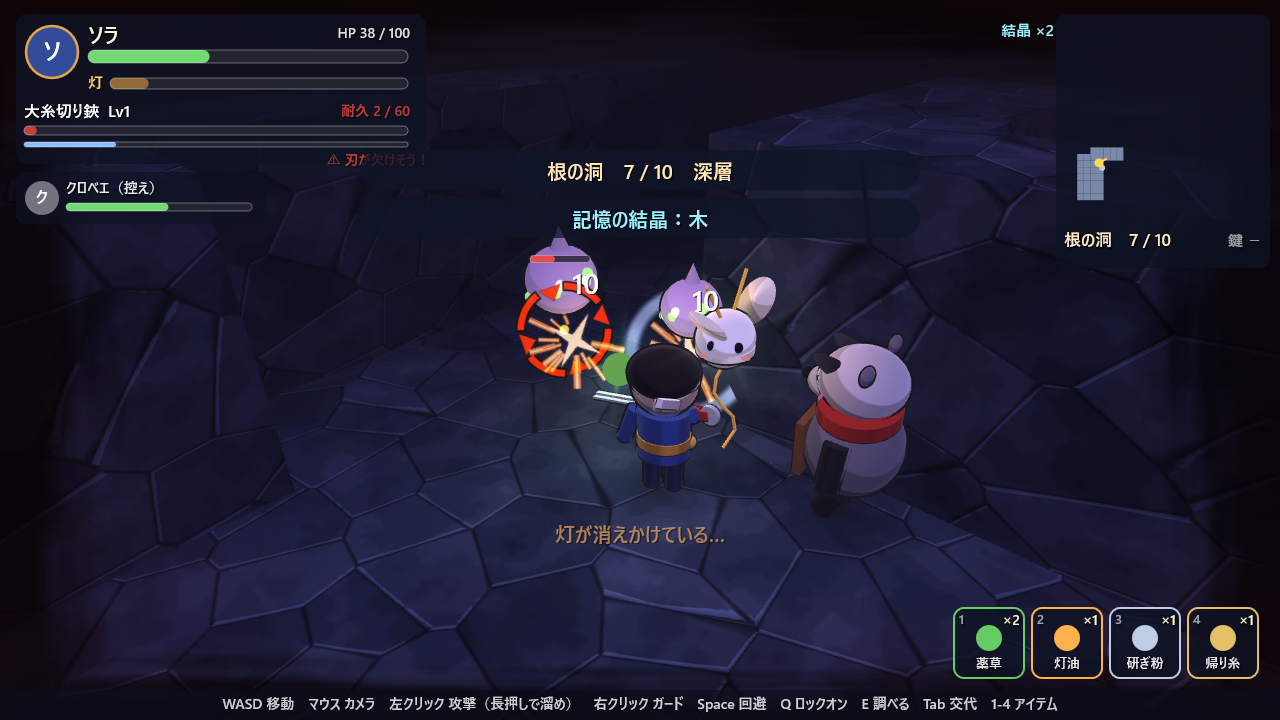 ソ
ソラ
HP 38 / 100
灯
大糸切り鋏 Lv1
耐久 2 / 60
⚠ 刃が欠けそう！
ク
クロベエ（控え）
結晶 ×2
根の洞 7 / 10 深層
記憶の結晶：木
根の洞 7 / 10
鍵 −
10
10
灯が消えかけている…
1 ×2
薬草
2 ×1
灯油
3 ×1
研ぎ粉
4 ×1
帰り糸
WASD 移動 マウス カメラ 左クリック 攻撃（長押しで溜め） 右クリック ガード Space 回避 Q ロックオン E 調べる Tab 交代 1-4 アイテム